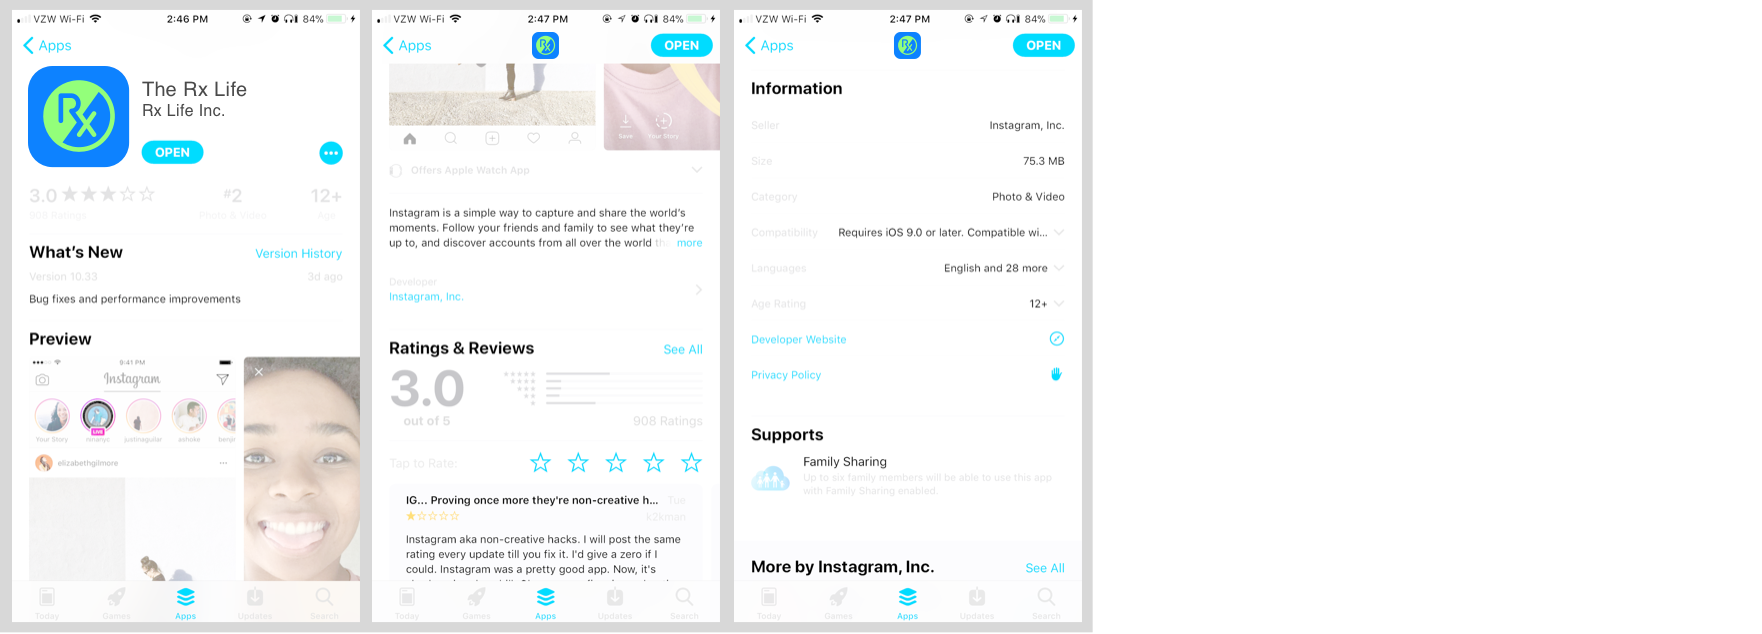 VZW Wi-Fi 2:46 PM 84%
Apps
Rx
The Rx Life
Rx Life Inc.
OPEN
3.0 #2 12+
908 Ratings Photo & Video Age
What's New Version History
Version 10.33 3d ago
Bug fixes and performance improvements
Preview
9:41 PM
Instagram
LIVE
Your Story ninanyc justinaguilar ashoke benjin
elizabethgilmore
Today Games Apps Updates Search
VZW Wi-Fi 2:47 PM 84%
Apps Rx OPEN
Save Your Story
Offers Apple Watch App
Instagram is a simple way to capture and share the world's
moments. Follow your friends and family to see what they're
up to, and discover accounts from all over the world more
Developer
Instagram, Inc.
Ratings & Reviews See All
3.0
out of 5 908 Ratings
Tap to Rate:
IG... Proving once more they're non-creative h... Tue
k2kman
Instagram aka non-creative hacks. I will post the same
rating every update till you fix it. I'd give a zero if I
could. Instagram was a pretty good app. Now, it's
Today Games Apps Updates Search
VZW Wi-Fi 2:47 PM 84%
Apps Rx OPEN
Information
Seller Instagram, Inc.
Size 75.3 MB
Category Photo & Video
Compatibility Requires iOS 9.0 or later. Compatible wi...
Languages English and 28 more
Age Rating 12+
Developer Website
Privacy Policy
Supports
Family Sharing
Up to six family members will be able to use this app
with Family Sharing enabled.
More by Instagram, Inc. See All
Today Games Apps Updates Search